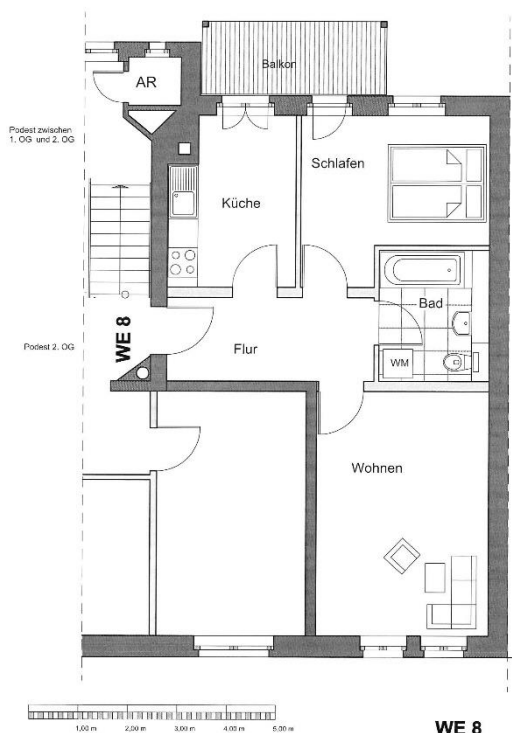 Balkon
AR
Podest zwischen
1. OG und 2. OG
Schlafen
Küche
Bad
WE 8
Podest 2. OG
Flur
WM
Wohnen
1,00 m 2,00 m 3,00 m 4,00 m 5,00 m
WE 8